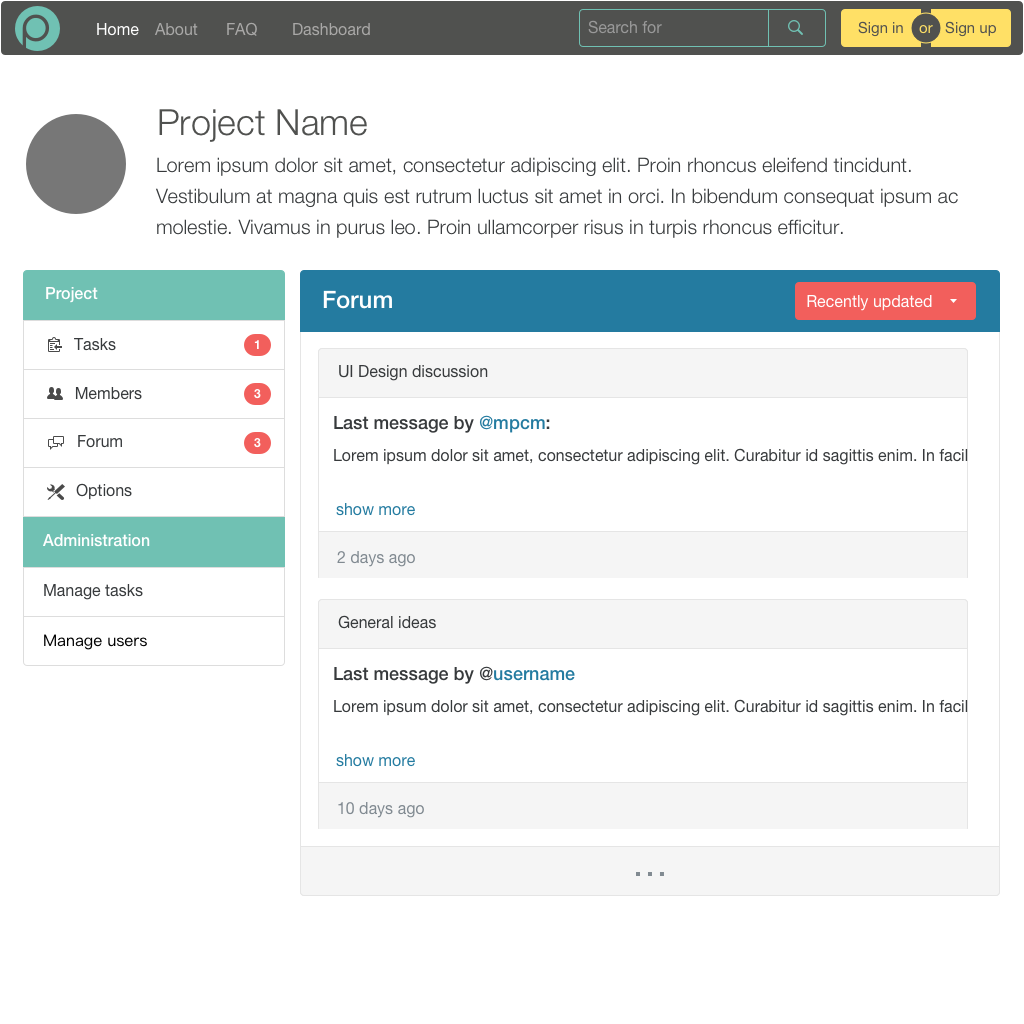 Home About FAQ Dashboard Search for Sign in or Sign up
Project Name
Lorem ipsum dolor sit amet, consectetur adipiscing elit. Proin rhoncus eleifend tincidunt.
Vestibulum at magna quis est rutrum luctus sit amet in orci. In bibendum consequat ipsum ac
molestie. Vivamus in purus leo. Proin ullamcorper risus in turpis rhoncus efficitur.
Project
Tasks 1
Members 3
Forum 3
Options
Administration
Manage tasks
Manage users
Forum Recently updated
UI Design discussion
Last message by @mpcm:
Lorem ipsum dolor sit amet, consectetur adipiscing elit. Curabitur id sagittis enim. In facil
show more
2 days ago
General ideas
Last message by @username
Lorem ipsum dolor sit amet, consectetur adipiscing elit. Curabitur id sagittis enim. In facil
show more
10 days ago
...